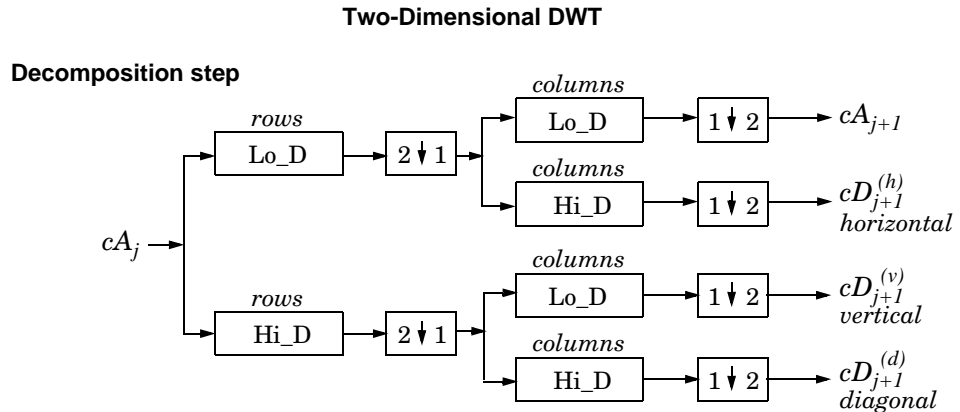 Two-Dimensional DWT
Decomposition step
columns
rows
Lo_D
1 ↓ 2
cA_{j+1}
Lo_D
2 ↓ 1
columns
Hi_D
1 ↓ 2
cD_{j+1}^{(h)}
horizontal
cA_j
columns
rows
Lo_D
1 ↓ 2
cD_{j+1}^{(v)}
vertical
Hi_D
2 ↓ 1
columns
Hi_D
1 ↓ 2
cD_{j+1}^{(d)}
diagonal